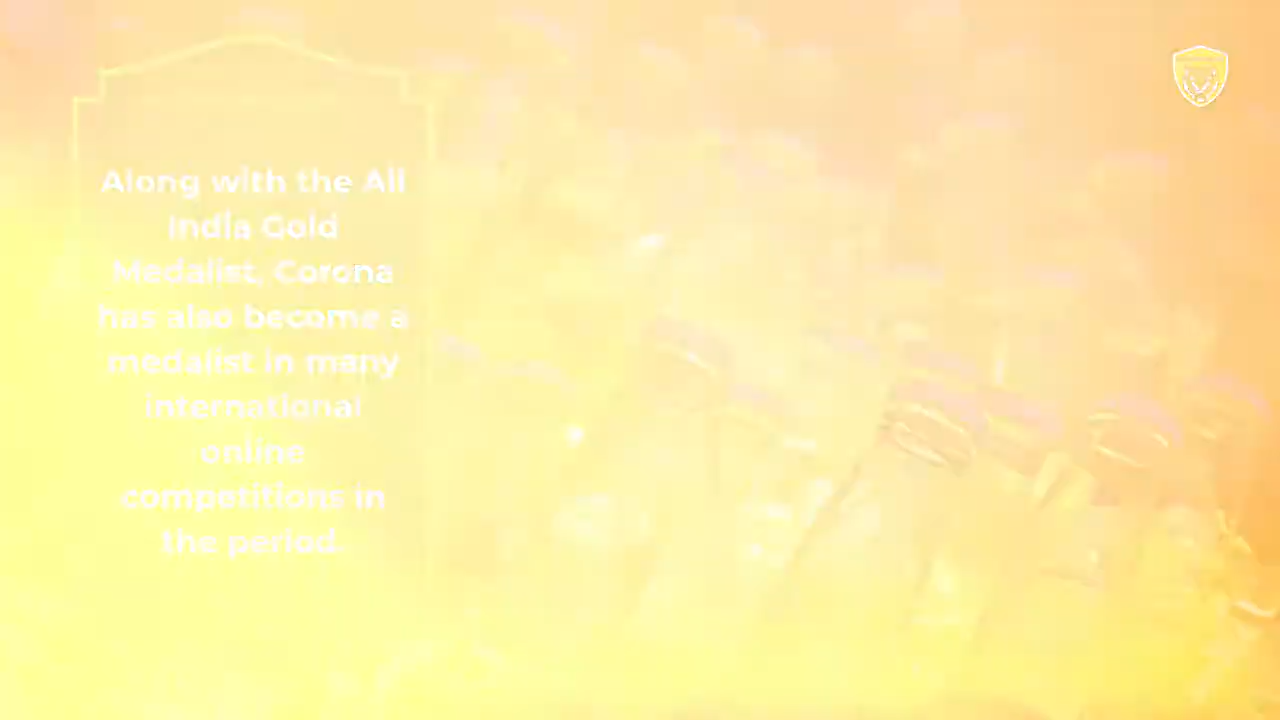 Along with the All
India Gold
Medalist, Corona
has also become a
medalist in many
international
online
competitions in
the period.